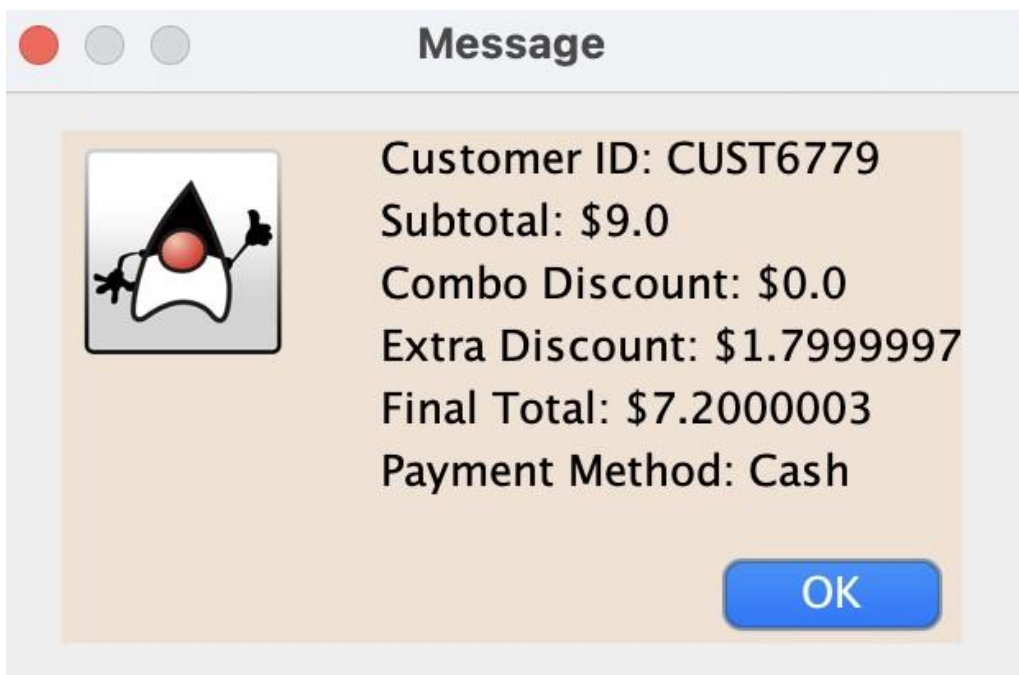 Message
Customer ID: CUST6779
Subtotal: $9.0
Combo Discount: $0.0
Extra Discount: $1.7999997
Final Total: $7.2000003
Payment Method: Cash
OK